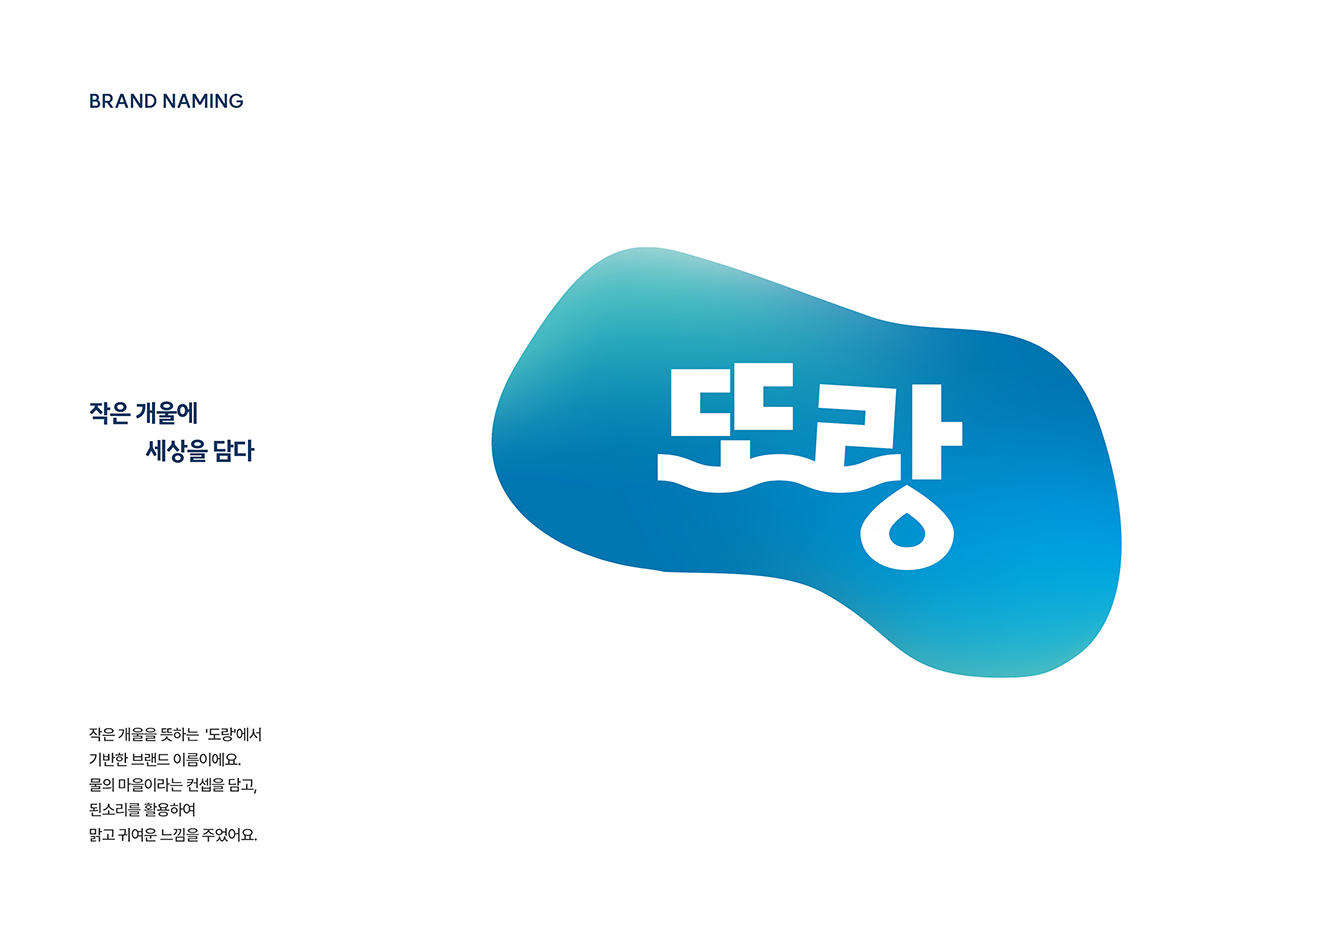 BRAND NAMING
작은 개울에
세상을 담다
또랑
작은 개울을 뜻하는 '도랑'에서
기반한 브랜드 이름이에요.
물의 마을이라는 컨셉을 담고,
된소리를 활용하여
맑고 귀여운 느낌을 주었어요.